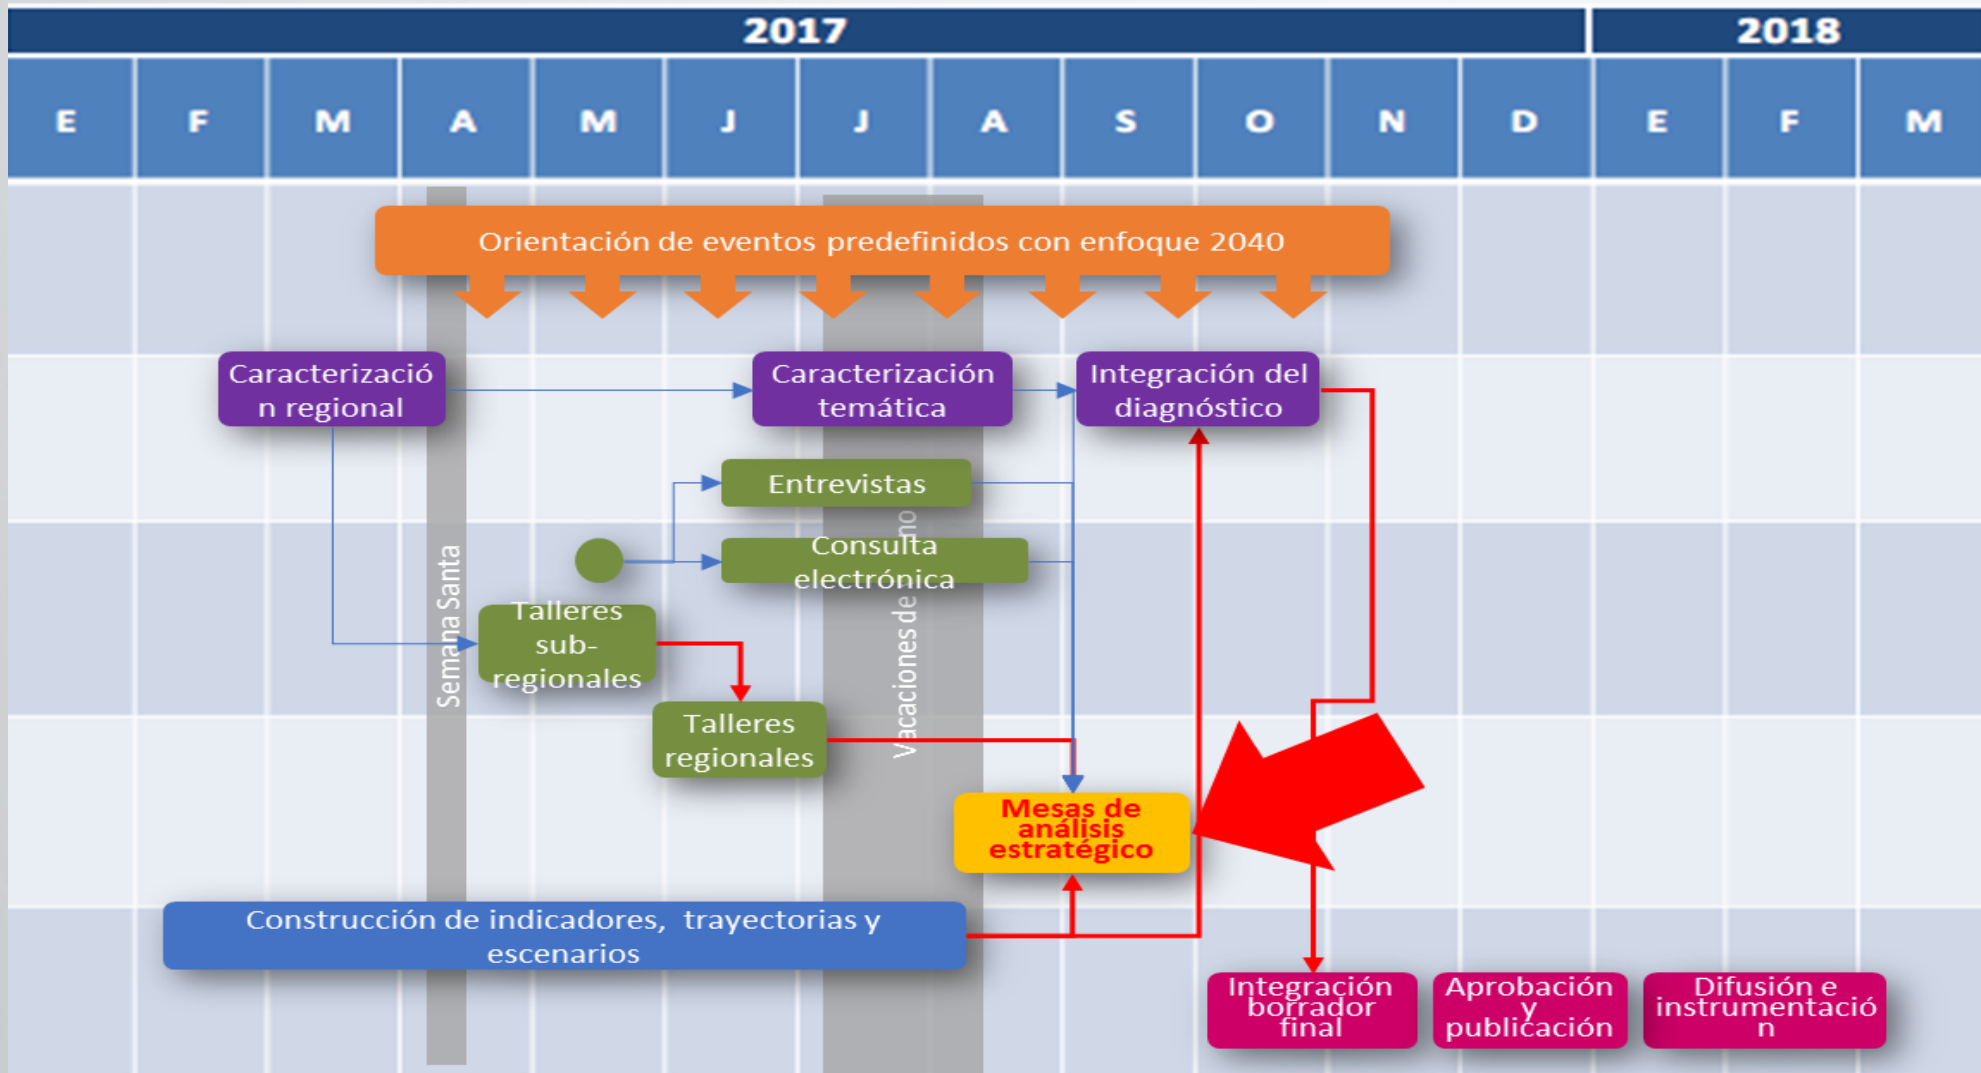 2017
2018
E F M A M J J A S O N D E F M
Orientación de eventos predefinidos con enfoque 2040
Caracterizació
n regional
Caracterización
temática
Integración del
diagnóstico
Entrevistas
Consulta
electrónica
Semana Santa
Vacaciones de
no
Talleres
sub-
regionales
Talleres
regionales
Mesas de
análisis
estratégico
Construcción de indicadores, trayectorias y
escenarios
Integración
borrador
final
Aprobación
y
publicación
Difusión e
instrumentació
n